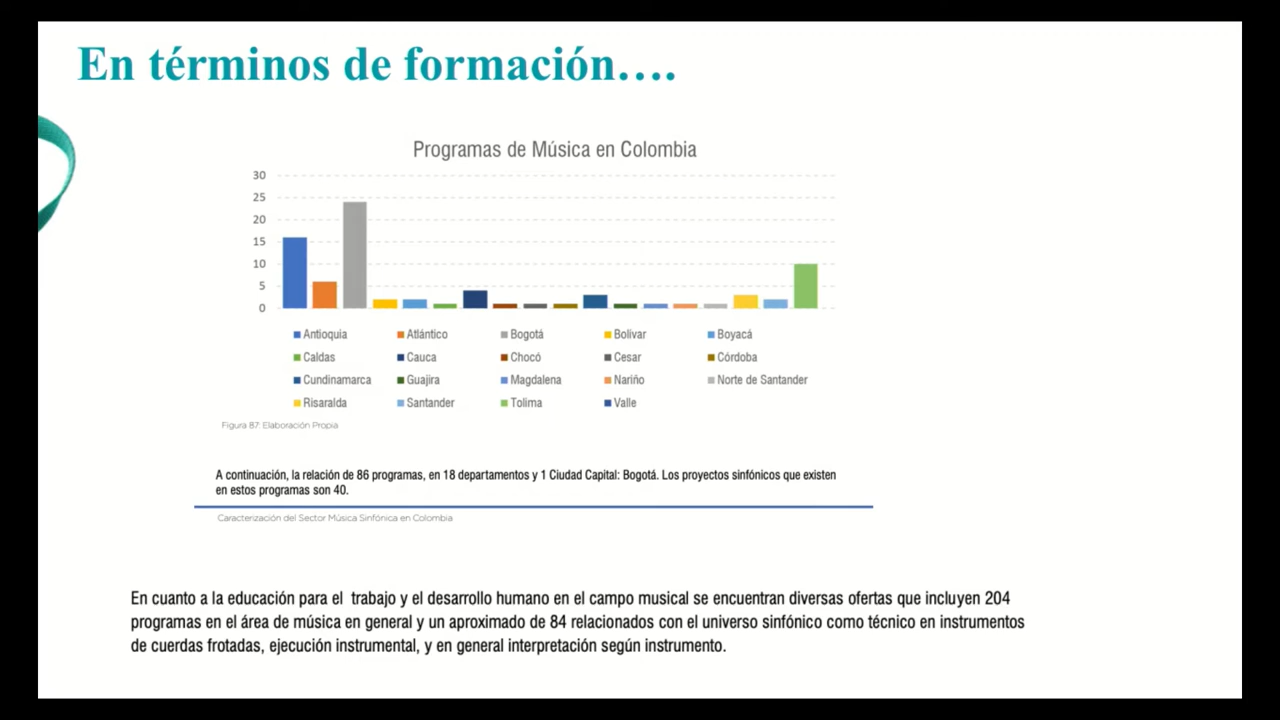 En términos de formación….
Programas de Música en Colombia
30
25
20
15
10
5
0
Antioquia Atlántico Bogotá Bolívar Boyacá
Caldas Cauca Chocó Cesar Córdoba
Cundinamarca Guajira Magdalena Nariño Norte de Santander
Risaralda Santander Tolima Valle
Figura 87: Elaboración Propia
A continuación, la relación de 86 programas, en 18 departamentos y 1 Ciudad Capital: Bogotá. Los proyectos sinfónicos que existen
en estos programas son 40.
Caracterización del Sector Música Sinfónica en Colombia
En cuanto a la educación para el trabajo y el desarrollo humano en el campo musical se encuentran diversas ofertas que incluyen 204
programas en el área de música en general y un aproximado de 84 relacionados con el universo sinfónico como técnico en instrumentos
de cuerdas frotadas, ejecución instrumental, y en general interpretación según instrumento.